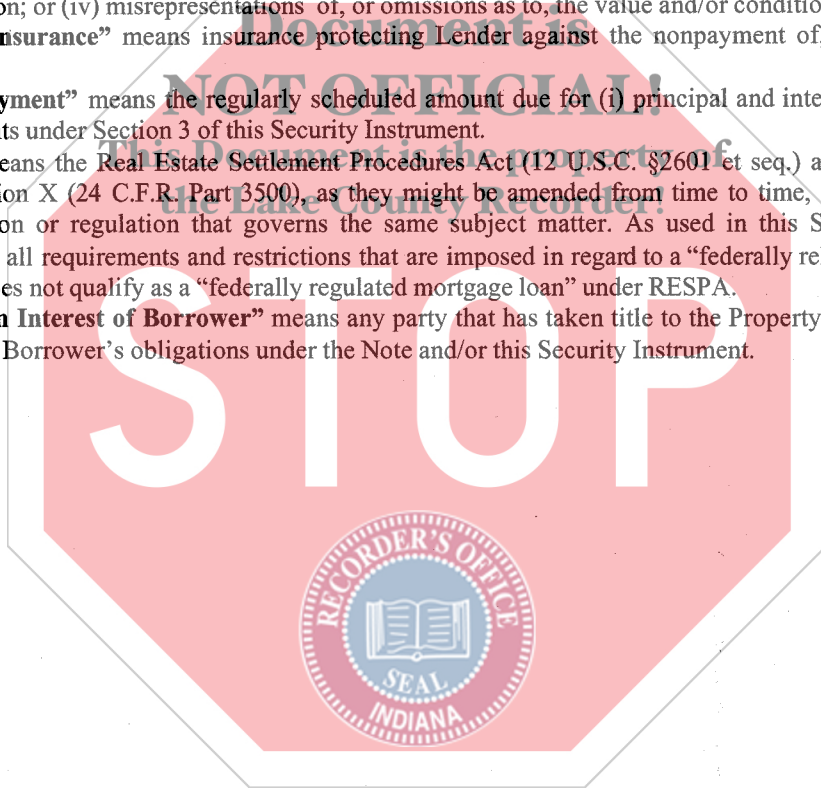 on; or (iv) misrepresentations of, or omissions as to, the value and/or conditio
Document is
nsurance” means insurance protecting Lender against the nonpayment of,
NOT OFFICIAL!
yment” means the regularly scheduled amount due for (i) principal and inte
ts under Section 3 of this Security Instrument.
This Document is the property of
eans the Real Estate Settlement Procedures Act (12 U.S.C. §2601 et seq.) a
ion X (24 C.F.R. Part 3500), as they might be amended from time to time,
the Lake County Recorder!
on or regulation that governs the same subject matter. As used in this S
all requirements and restrictions that are imposed in regard to a “federally re
es not qualify as a “federally regulated mortgage loan” under RESPA.
n Interest of Borrower” means any party that has taken title to the Property
Borrower’s obligations under the Note and/or this Security Instrument.
STOP
RECORDER'S OFFICE
SEAL
INDIANA